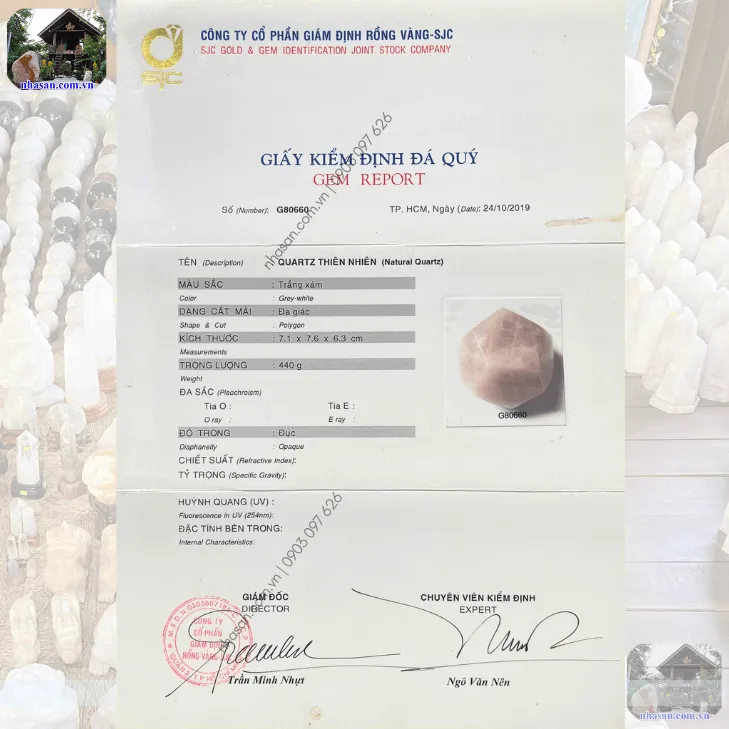 nhasan.com.vn
SJC
CÔNG TY CỔ PHẦN GIÁM ĐỊNH RỒNG VÀNG-SJC
SJC GOLD & GEM IDENTIFICATION JOINT STOCK COMPANY
GIẤY KIỂM ĐỊNH ĐÁ QUÝ
GEM REPORT
Số (Number): G80660
TP. HCM, Ngày (Date): 24/10/2019
nhasan.com.vn | 0903 097 626
TÊN (Description) : QUARTZ THIÊN NHIÊN (Natural Quartz)
MÀU SẮC : Trắng xám
Color : Grey-white
DẠNG CẮT MÀI : Đa giác
Shape & Cut : Polygon
KÍCH THƯỚC : 7.1 x 7.6 x 6.3 cm
Measurements
TRỌNG LƯỢNG : 440 g
Weight
ĐA SẮC (Pleochroism)
Tia O : Tia E :
O ray : E ray :
ĐỘ TRONG : Đục
Diaphaneity : Opaque
CHIẾT SUẤT (Refractive Index):
TỶ TRỌNG (Specific Gravity):
G80660
HUỲNH QUANG (UV) :
Fluorescence in UV (254nm):
ĐẶC TÍNH BÊN TRONG:
Internal Characteristics:
nhasan.com.vn | 0903 097 626
GIÁM ĐỐC
DIRECTOR
CHUYÊN VIÊN KIỂM ĐỊNH
EXPERT
CÔNG TY
CỔ PHẦN
GIÁM ĐỊNH
RỒNG VÀNG-SJC
Trần Minh Nhựt
Ngô Văn Nên
nhasan.com.vn